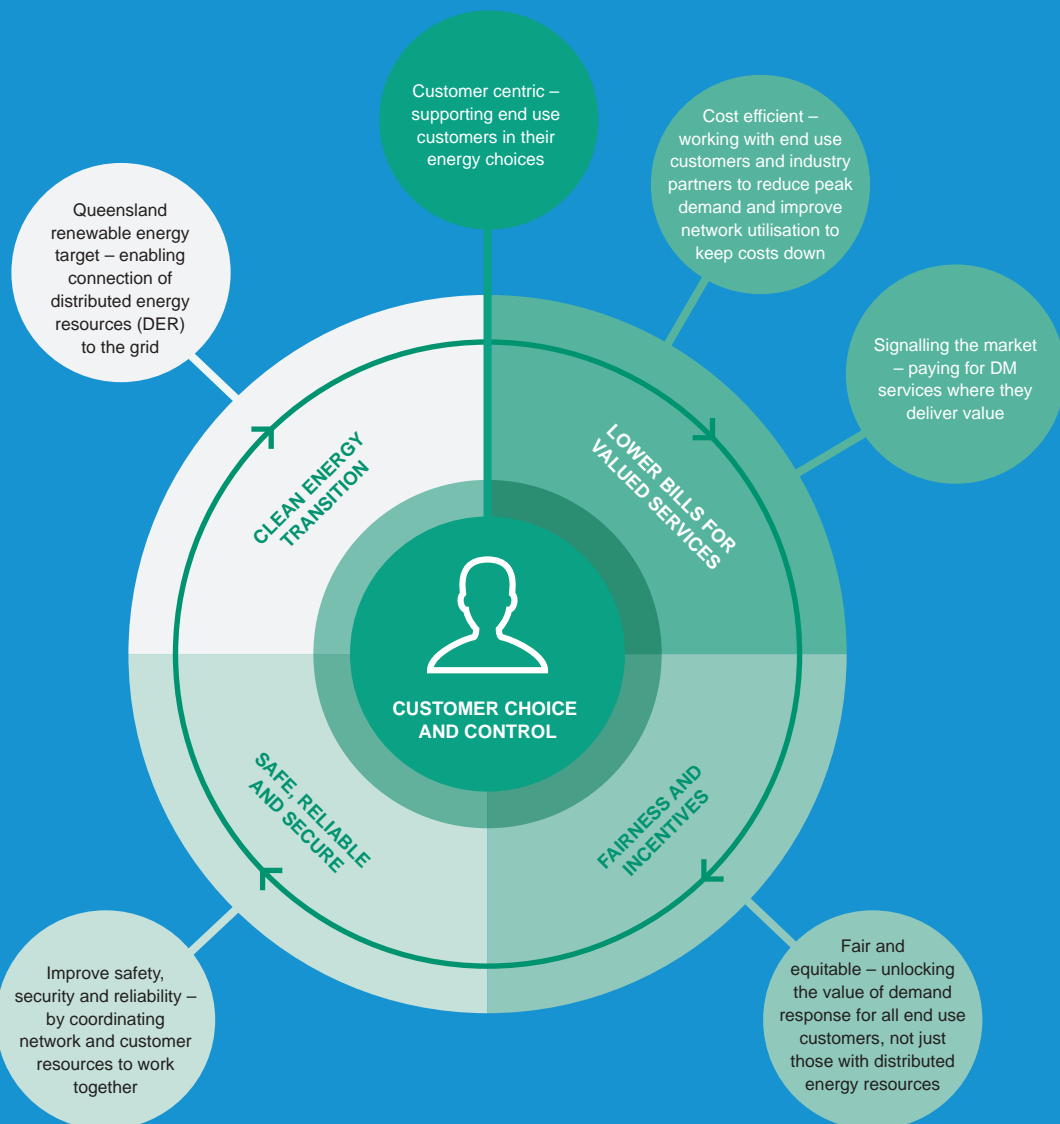 Customer centric –
supporting end use
customers in their
energy choices
Cost efficient –
working with end use
customers and industry
partners to reduce peak
demand and improve
network utilisation to
keep costs down
Queensland
renewable energy
target – enabling
connection of
distributed energy
resources (DER)
to the grid
Signalling the market
– paying for DM
services where they
deliver value
CLEAN ENERGY
TRANSITION
LOWER BILLS FOR
VALUED SERVICES
CUSTOMER CHOICE
AND CONTROL
SAFE, RELIABLE
AND SECURE
FAIRNESS AND
INCENTIVES
Improve safety,
security and reliability –
by coordinating
network and customer
resources to work
together
Fair and
equitable – unlocking
the value of demand
response for all end use
customers, not just
those with distributed
energy resources